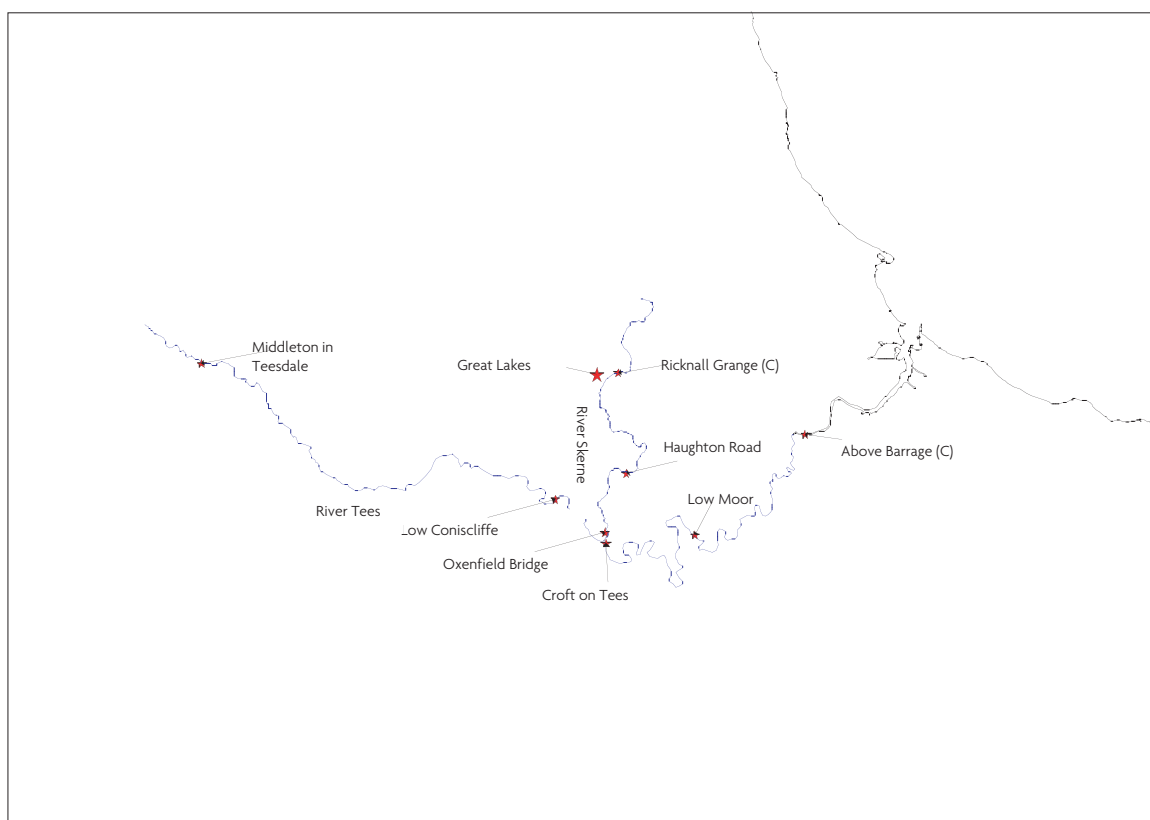 Middleton in
Teesdale
Great Lakes
Ricknall Grange (C)
River Skerne
Haughton Road
Above Barrage (C)
Low Moor
River Tees
Low Coniscliffe
Oxenfield Bridge
Croft on Tees